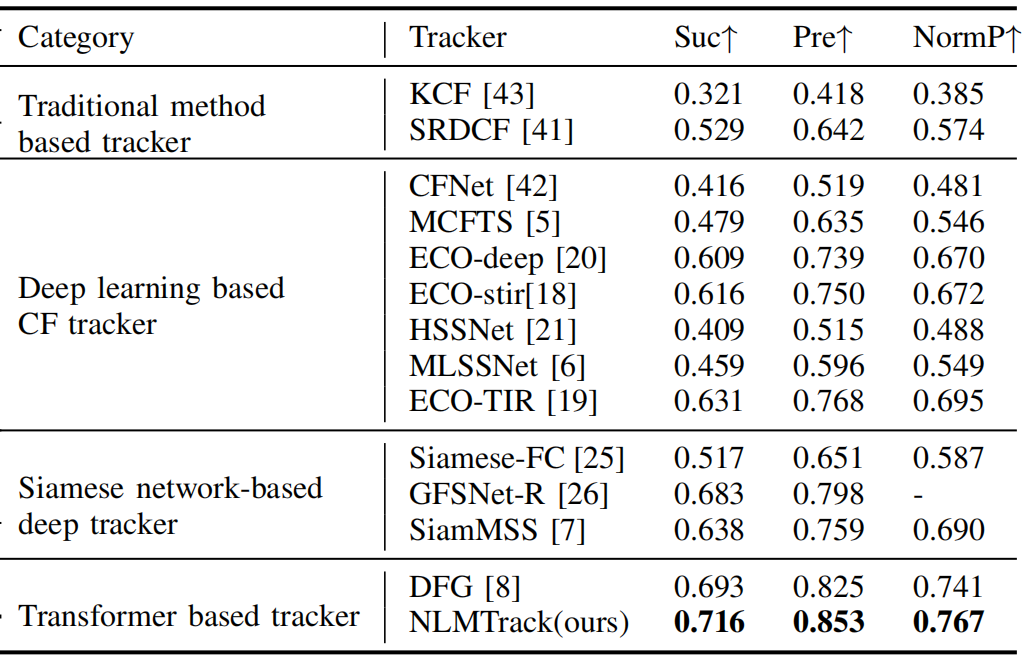 Category Tracker Suc↑ Pre↑ NormP↑
Traditional method based tracker
KCF [43] 0.321 0.418 0.385
SRDCF [41] 0.529 0.642 0.574
Deep learning based CF tracker
CFNet [42] 0.416 0.519 0.481
MCFTS [5] 0.479 0.635 0.546
ECO-deep [20] 0.609 0.739 0.670
ECO-stir[18] 0.616 0.750 0.672
HSSNet [21] 0.409 0.515 0.488
MLSSNet [6] 0.459 0.596 0.549
ECO-TIR [19] 0.631 0.768 0.695
Siamese network-based deep tracker
Siamese-FC [25] 0.517 0.651 0.587
GFSNet-R [26] 0.683 0.798 -
SiamMSS [7] 0.638 0.759 0.690
Transformer based tracker
DFG [8] 0.693 0.825 0.741
NLMTrack(ours) 0.716 0.853 0.767